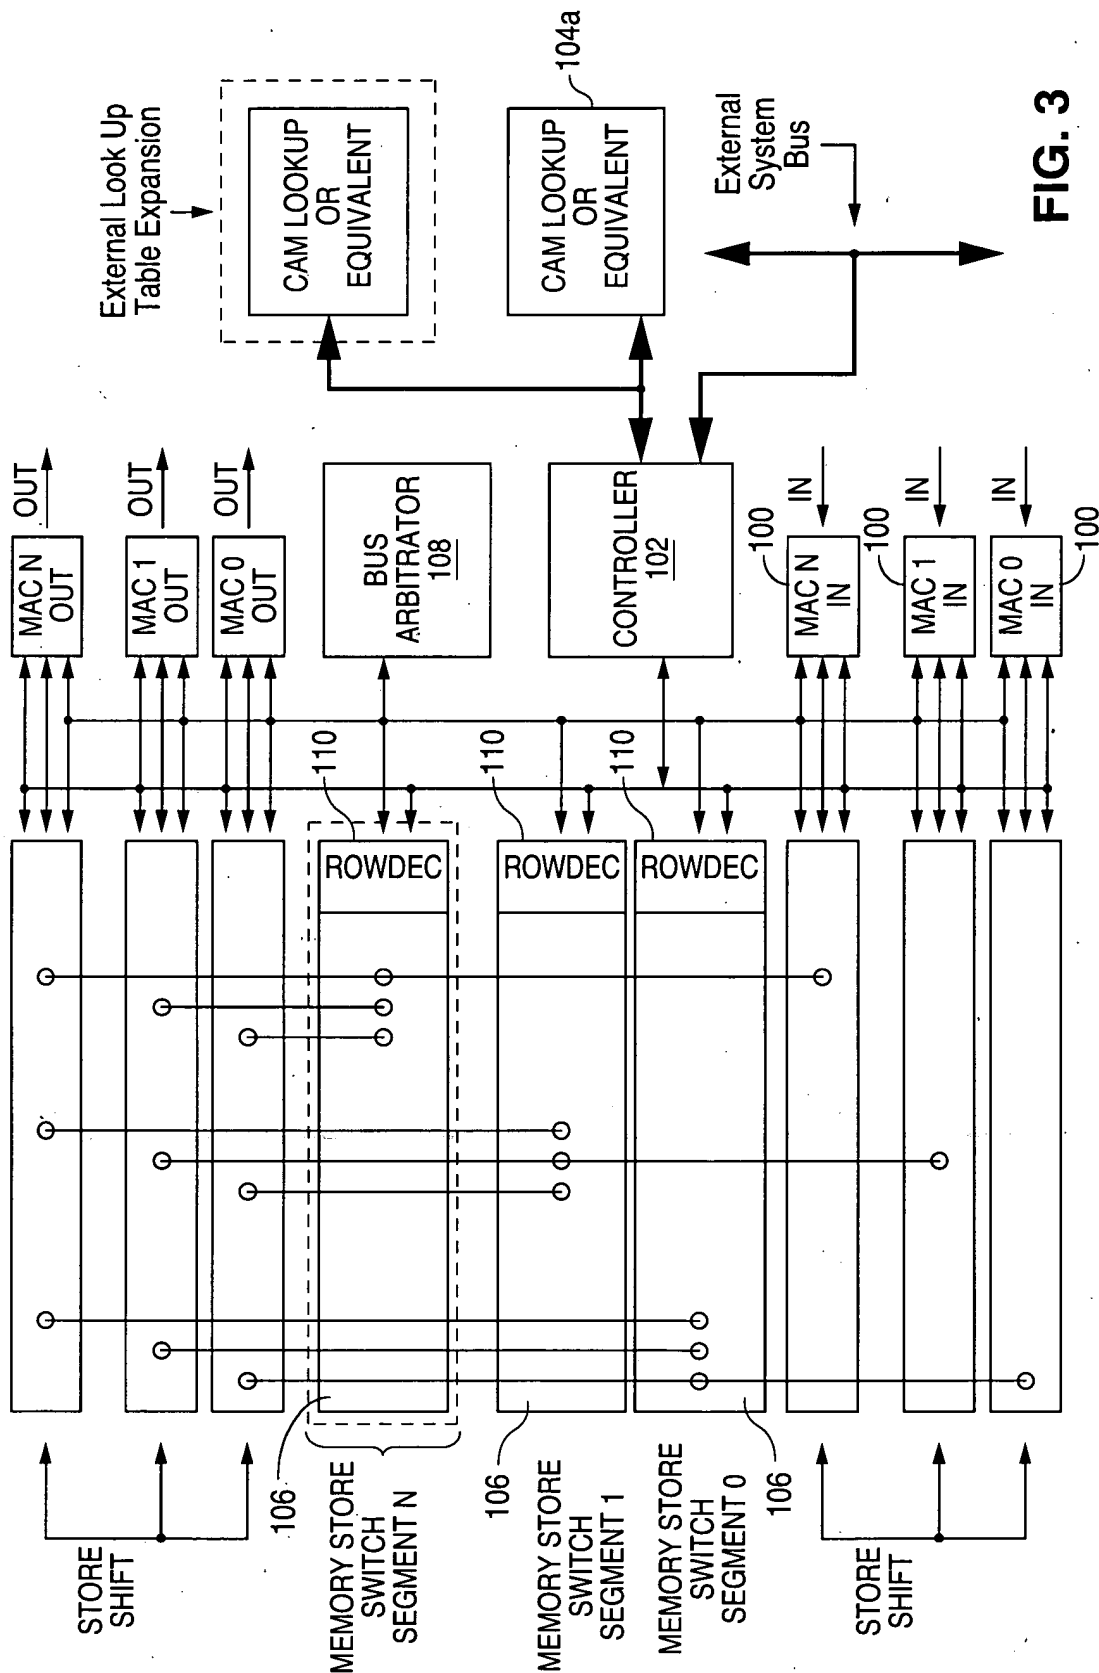 External Look Up
Table Expansion
CAM LOOKUP
OR
EQUIVALENT
104a
CAM LOOKUP
OR
EQUIVALENT
External
System
Bus
FIG. 3
OUT
OUT
OUT
MAC N
OUT
MAC 1
OUT
MAC 0
OUT
BUS
ARBITRATOR
108
CONTROLLER
102
IN
IN
IN
100
100
100
MAC N
IN
MAC 1
IN
MAC 0
IN
110
110
110
ROWDEC
ROWDEC
ROWDEC
106
106
106
STORE
SHIFT
MEMORY STORE
SWITCH
SEGMENT N
MEMORY STORE
SWITCH
SEGMENT 1
MEMORY STORE
SWITCH
SEGMENT 0
STORE
SHIFT